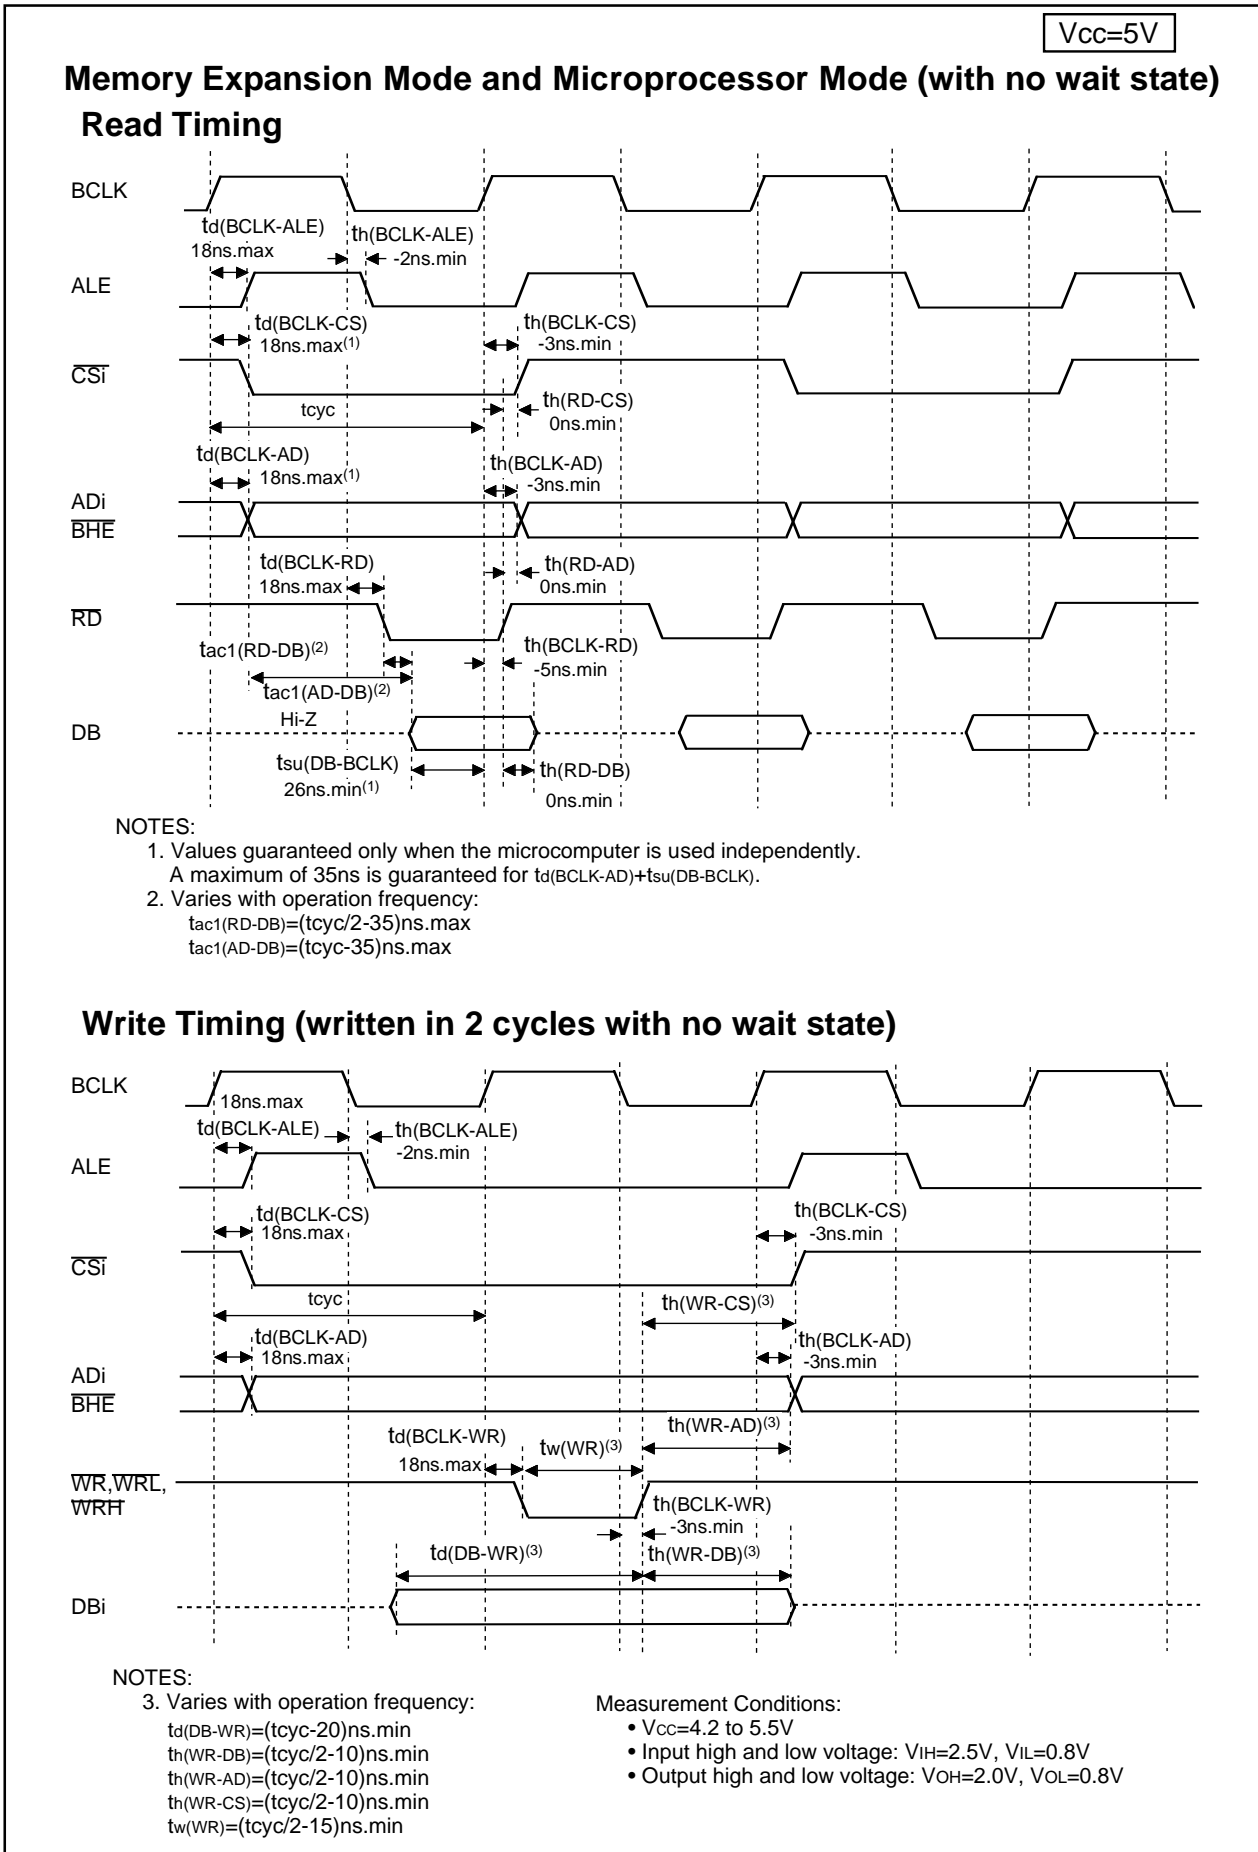 Vcc=5V
Memory Expansion Mode and Microprocessor Mode (with no wait state)
Read Timing
BCLK
td(BCLK-ALE)
18ns.max
th(BCLK-ALE)
-2ns.min
ALE
td(BCLK-CS)
18ns.max(1)
th(BCLK-CS)
-3ns.min
CSi
tcyc
th(RD-CS)
0ns.min
td(BCLK-AD)
18ns.max(1)
th(BCLK-AD)
-3ns.min
ADi
BHE
td(BCLK-RD)
18ns.max
th(RD-AD)
0ns.min
RD
tac1(RD-DB)(2)
th(BCLK-RD)
-5ns.min
tac1(AD-DB)(2)
Hi-Z
DB
tsu(DB-BCLK)
26ns.min(1)
th(RD-DB)
0ns.min
NOTES:
1. Values guaranteed only when the microcomputer is used independently.
A maximum of 35ns is guaranteed for td(BCLK-AD)+tsu(DB-BCLK).
2. Varies with operation frequency:
tac1(RD-DB)=(tcyc/2-35)ns.max
tac1(AD-DB)=(tcyc-35)ns.max
Write Timing (written in 2 cycles with no wait state)
BCLK
18ns.max
td(BCLK-ALE)
th(BCLK-ALE)
-2ns.min
ALE
td(BCLK-CS)
18ns.max
th(BCLK-CS)
-3ns.min
CSi
tcyc
th(WR-CS)(3)
td(BCLK-AD)
18ns.max
th(BCLK-AD)
-3ns.min
ADi
BHE
td(BCLK-WR)
18ns.max
tw(WR)(3)
th(WR-AD)(3)
WR,WRL,
WRH
th(BCLK-WR)
-3ns.min
td(DB-WR)(3)
th(WR-DB)(3)
DBi
NOTES:
3. Varies with operation frequency:
td(DB-WR)=(tcyc-20)ns.min
th(WR-DB)=(tcyc/2-10)ns.min
th(WR-AD)=(tcyc/2-10)ns.min
th(WR-CS)=(tcyc/2-10)ns.min
tw(WR)=(tcyc/2-15)ns.min
Measurement Conditions:
• VCC=4.2 to 5.5V
• Input high and low voltage: VIH=2.5V, VIL=0.8V
• Output high and low voltage: VOH=2.0V, VOL=0.8V